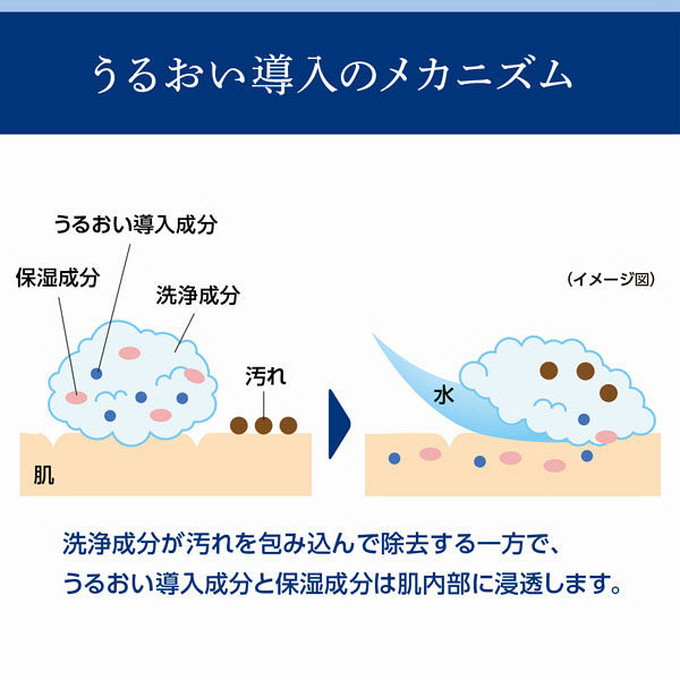 うるおい導入のメカニズム
うるおい導入成分
保湿成分
洗浄成分
（イメージ図）
汚れ
水
肌
洗浄成分が汚れを包み込んで除去する一方で、
うるおい導入成分と保湿成分は肌内部に浸透します。